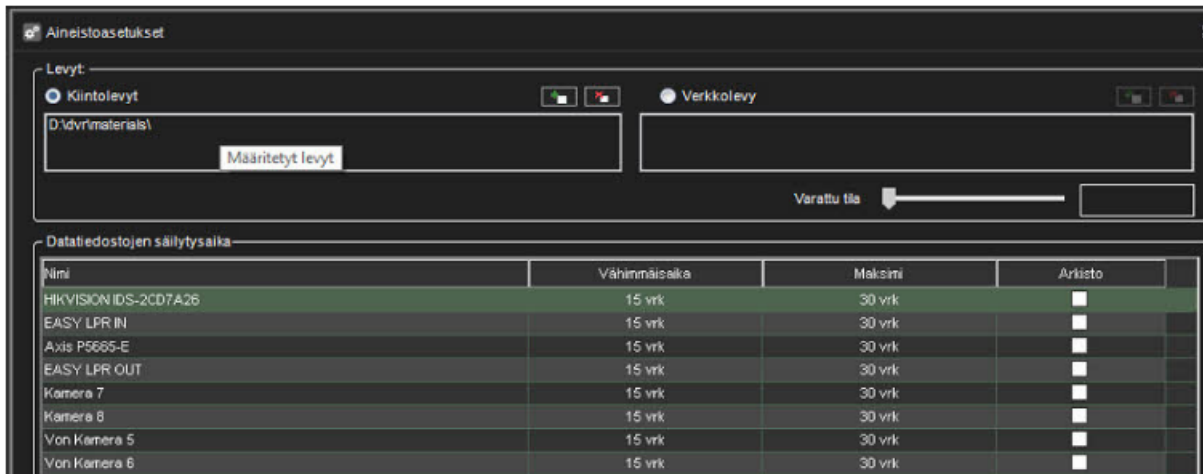 Aineistoasetukset
Levyt:
Kiintolevyt
Verkkolevy
D:\dvr\materials\
Määritetyt levyt
Varattu tila
Datatiedostojen säilytysaika
Nimi Vähimmäisaika Maksimi Arkisto
HIKVISION IDS-2CD7A26 15 vrk 30 vrk
EASY LPR IN 15 vrk 30 vrk
Axis P5665-E 15 vrk 30 vrk
EASY LPR OUT 15 vrk 30 vrk
Kamera 7 15 vrk 30 vrk
Kamera 8 15 vrk 30 vrk
Von Kamera 5 15 vrk 30 vrk
Von Kamera 6 15 vrk 30 vrk